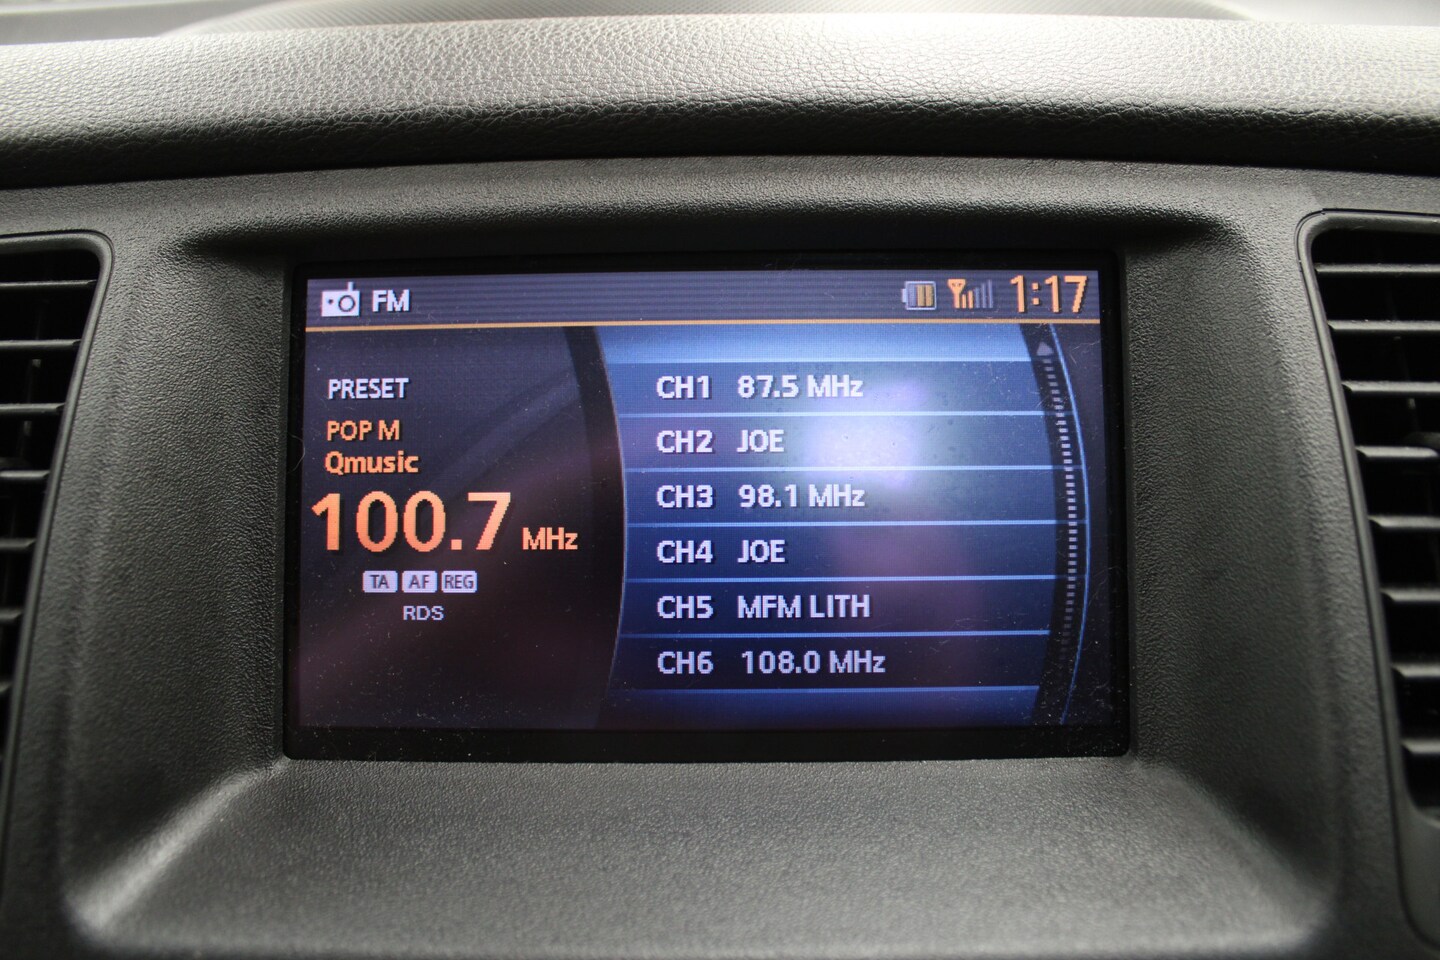 FM 1:17
PRESET
POP M
Qmusic
100.7 MHz
TA AF REG
RDS
CH1 87.5 MHz
CH2 JOE
CH3 98.1 MHz
CH4 JOE
CH5 MFM LITH
CH6 108.0 MHz